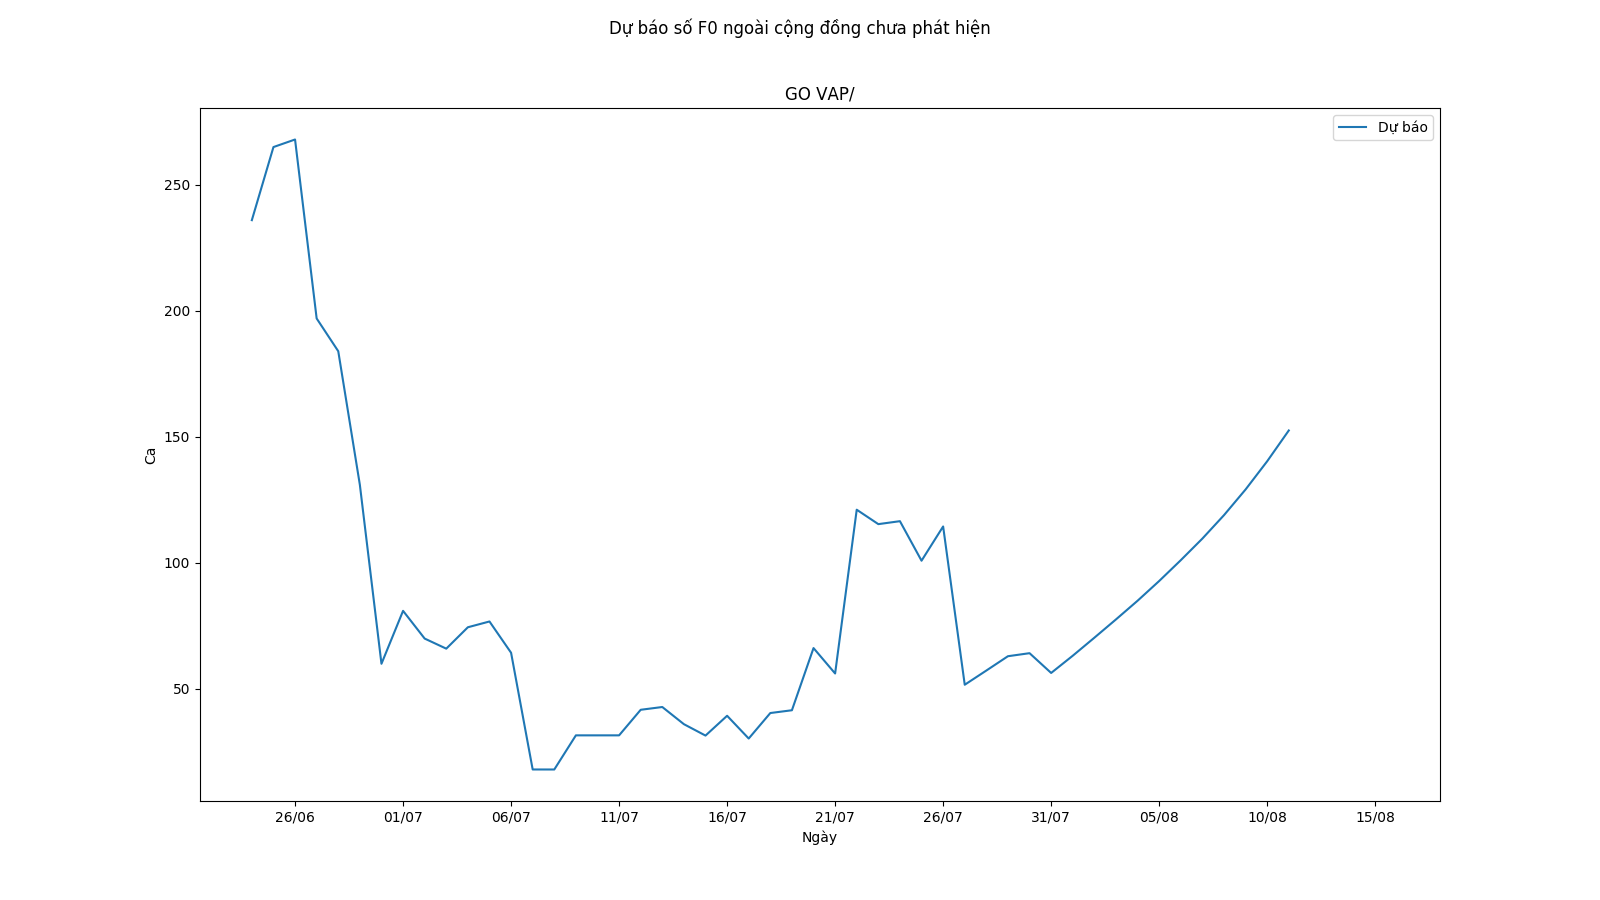 Dự báo số F0 ngoài cộng đồng chưa phát hiện
GO VAP/
Dự báo
250
200
150
100
50
Ca
26/06 01/07 06/07 11/07 16/07 21/07 26/07 31/07 05/08 10/08 15/08
Ngày